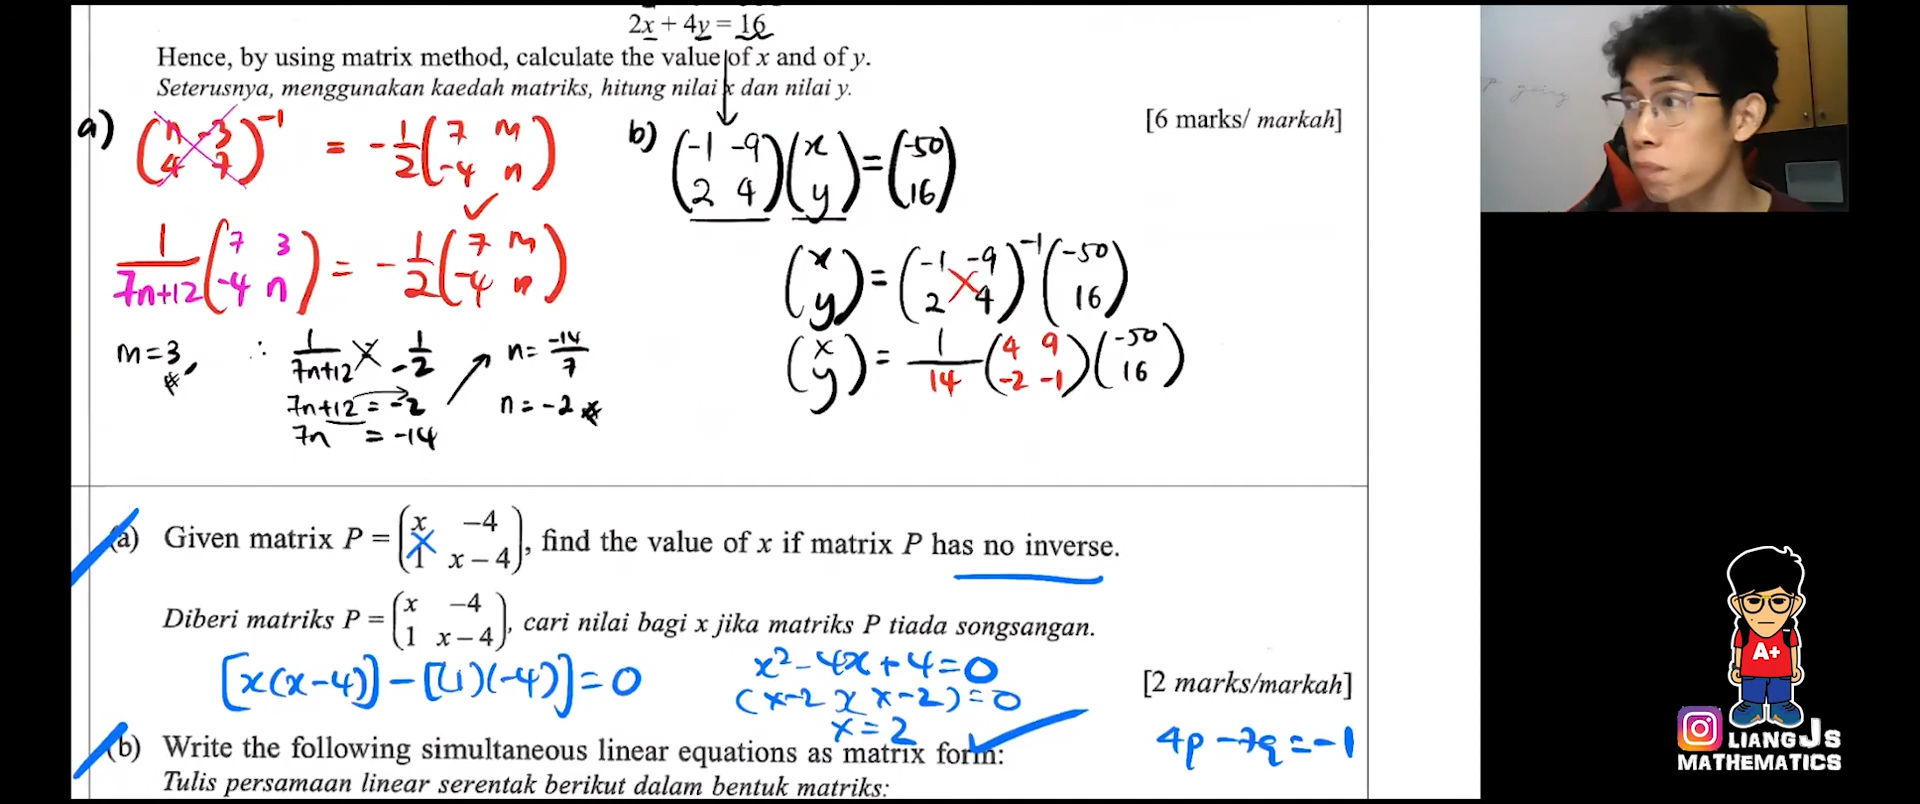 2x + 4y = 16
Hence, by using matrix method, calculate the value of x and of y.
Seterusnya, menggunakan kaedah matriks, hitung nilai x dan nilai y.
[6 marks/ markah]
a) (n -3 4 7)⁻¹ = -1/2 (7 m -4 n)
1/(7n+12) (7 3 -4 n) = -1/2 (7 m -4 n)
m=3, ∴ 1/(7n+12) = -1/2
7n+12 = -2
7n = -14
n = -14/7
n = -2
b) (-1 -9 2 4)(x y) = (-50 16)
(x y) = (-1 -9 2 4)⁻¹ (-50 16)
(x y) = 1/14 (4 9 -2 -1)(-50 16)
(a) Given matrix P = (x -4 1 x – 4), find the value of x if matrix P has no inverse.
Diberi matriks P = (x -4 1 x – 4), cari nilai bagi x jika matriks P tiada songsangan.
[x(x-4)] - [(1)(-4)] = 0
x² - 4x + 4 = 0
(x-2)(x-2) = 0
x = 2
[2 marks/markah]
4p - 7q = -1
(b) Write the following simultaneous linear equations as matrix form:
Tulis persamaan linear serentak berikut dalam bentuk matriks:
A+
LIANG JS
MATHEMATICS